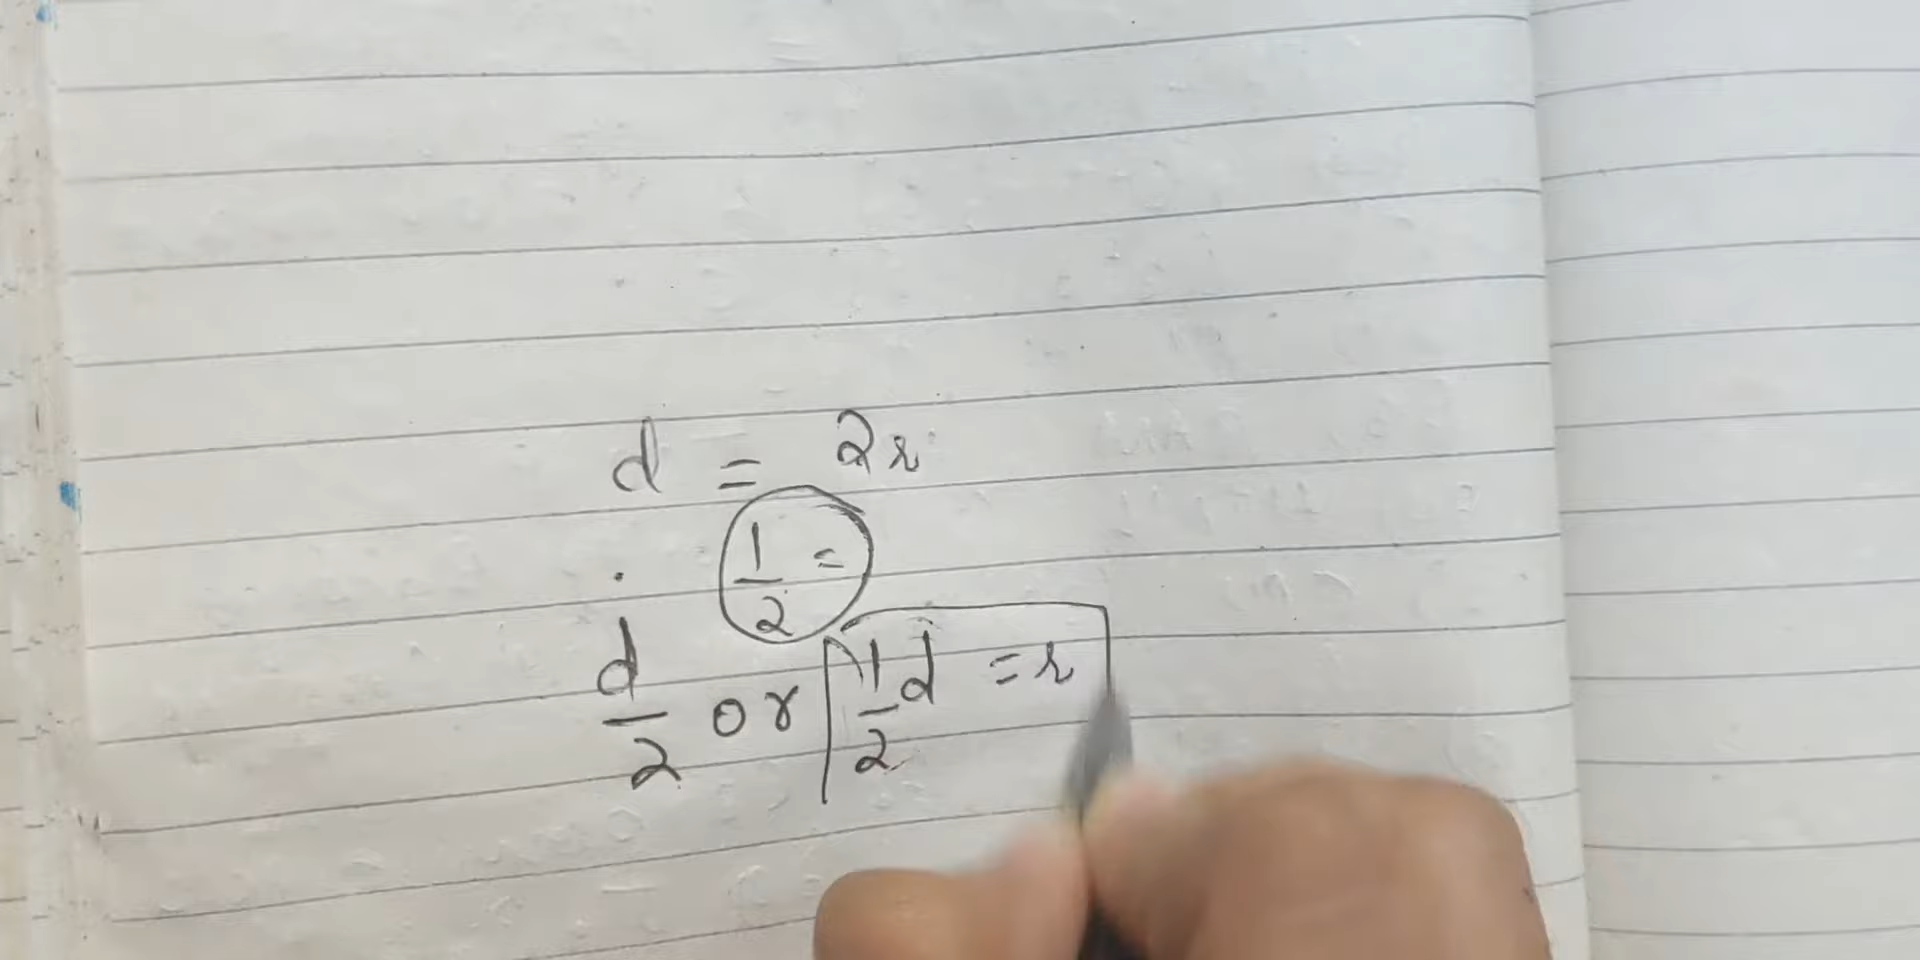 d = 2r
1/2 =
d/2 or 1/2 d = r